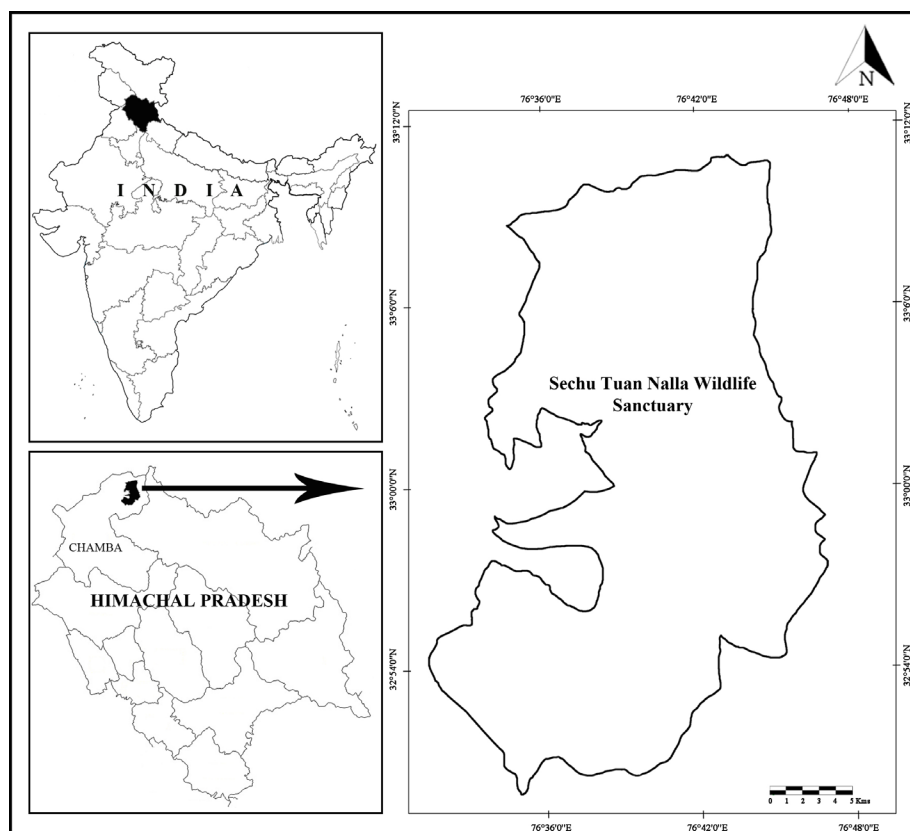 I N D I A
CHAMBA
HIMACHAL PRADESH
N
76°36'0"E 76°42'0"E 76°48'0"E
33°12'0"N
33°12'0"N
33°6'0"N
33°6'0"N
Sechu Tuan Nalla Wildlife
Sanctuary
33°00'0"N
33°00'0"N
32°54'0"N
32°54'0"N
0 1 2 3 4 5 Kms
76°36'0"E 76°42'0"E 76°48'0"E